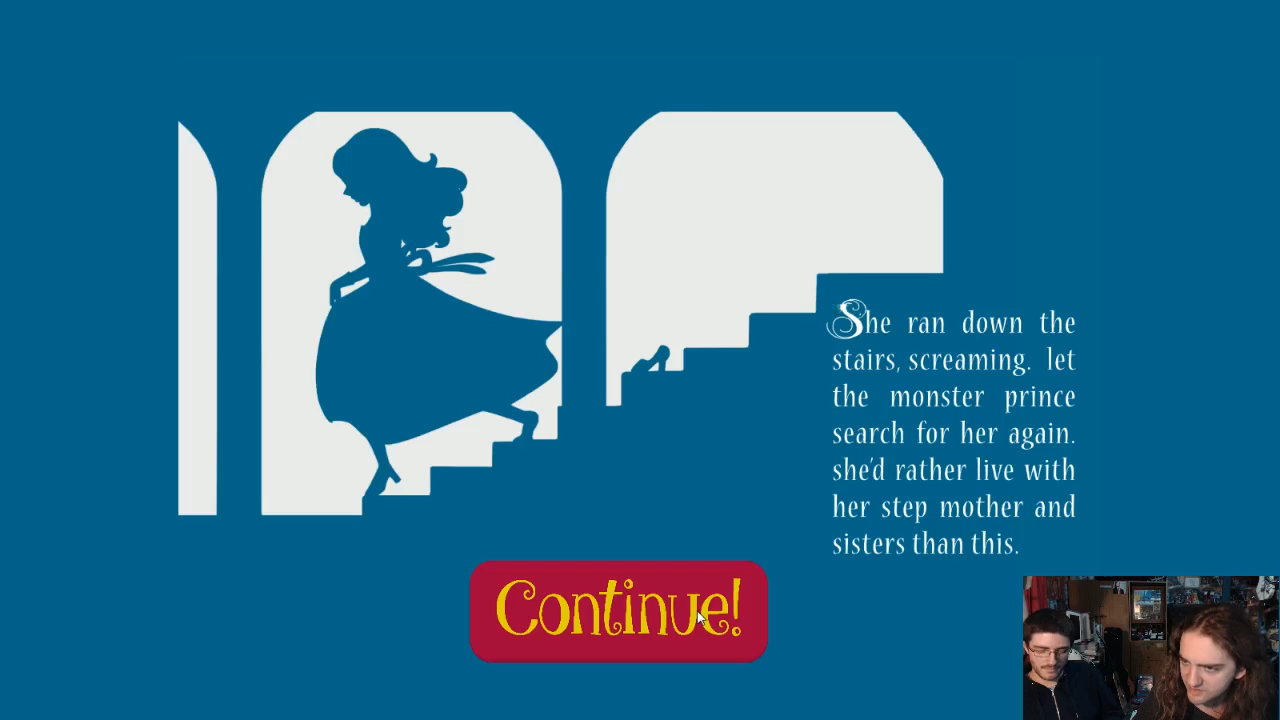 She ran down the
stairs, screaming. let
the monster prince
search for her again.
she'd rather live with
her step mother and
sisters than this.
Continue!